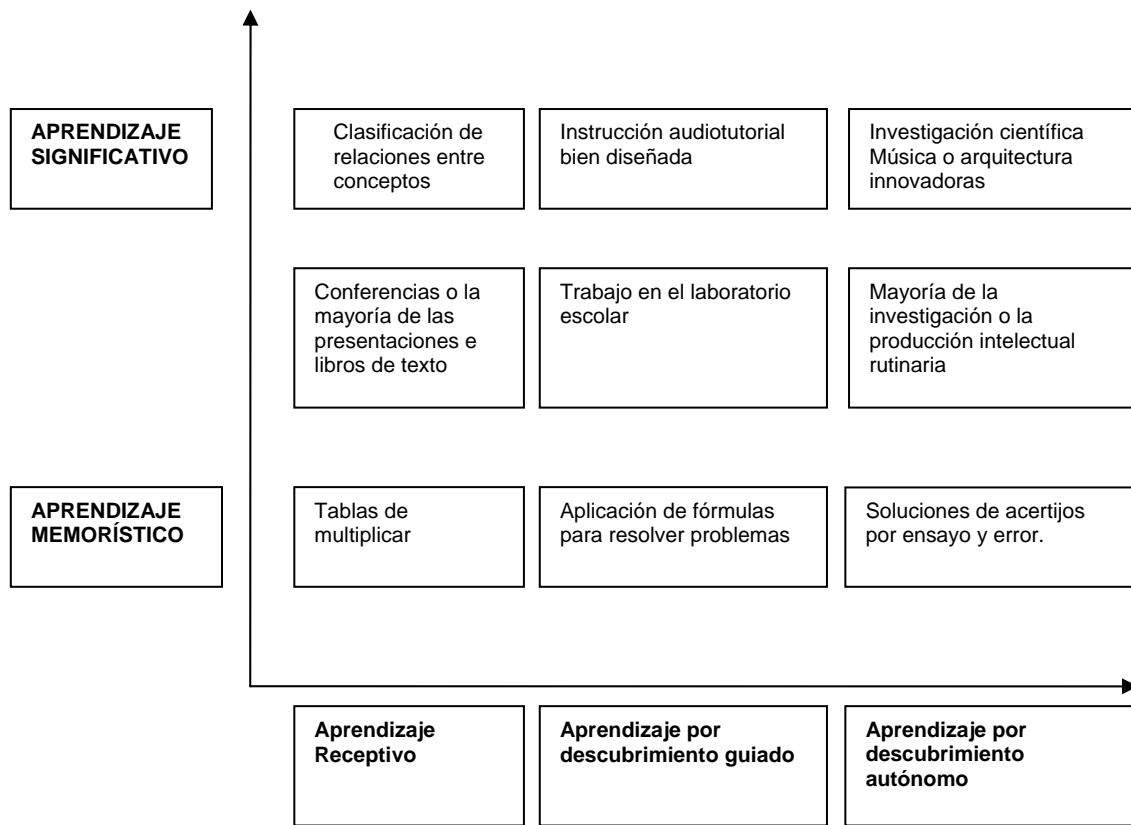 APRENDIZAJE
SIGNIFICATIVO
Clasificación de
relaciones entre
conceptos
Instrucción audiotutorial
bien diseñada
Investigación científica
Música o arquitectura
innovadoras
Conferencias o la
mayoría de las
presentaciones e
libros de texto
Trabajo en el laboratorio
escolar
Mayoría de la
investigación o la
producción intelectual
rutinaria
APRENDIZAJE
MEMORÍSTICO
Tablas de
multiplicar
Aplicación de fórmulas
para resolver problemas
Soluciones de acertijos
por ensayo y error.
Aprendizaje
Receptivo
Aprendizaje por
descubrimiento guiado
Aprendizaje por
descubrimiento
autónomo